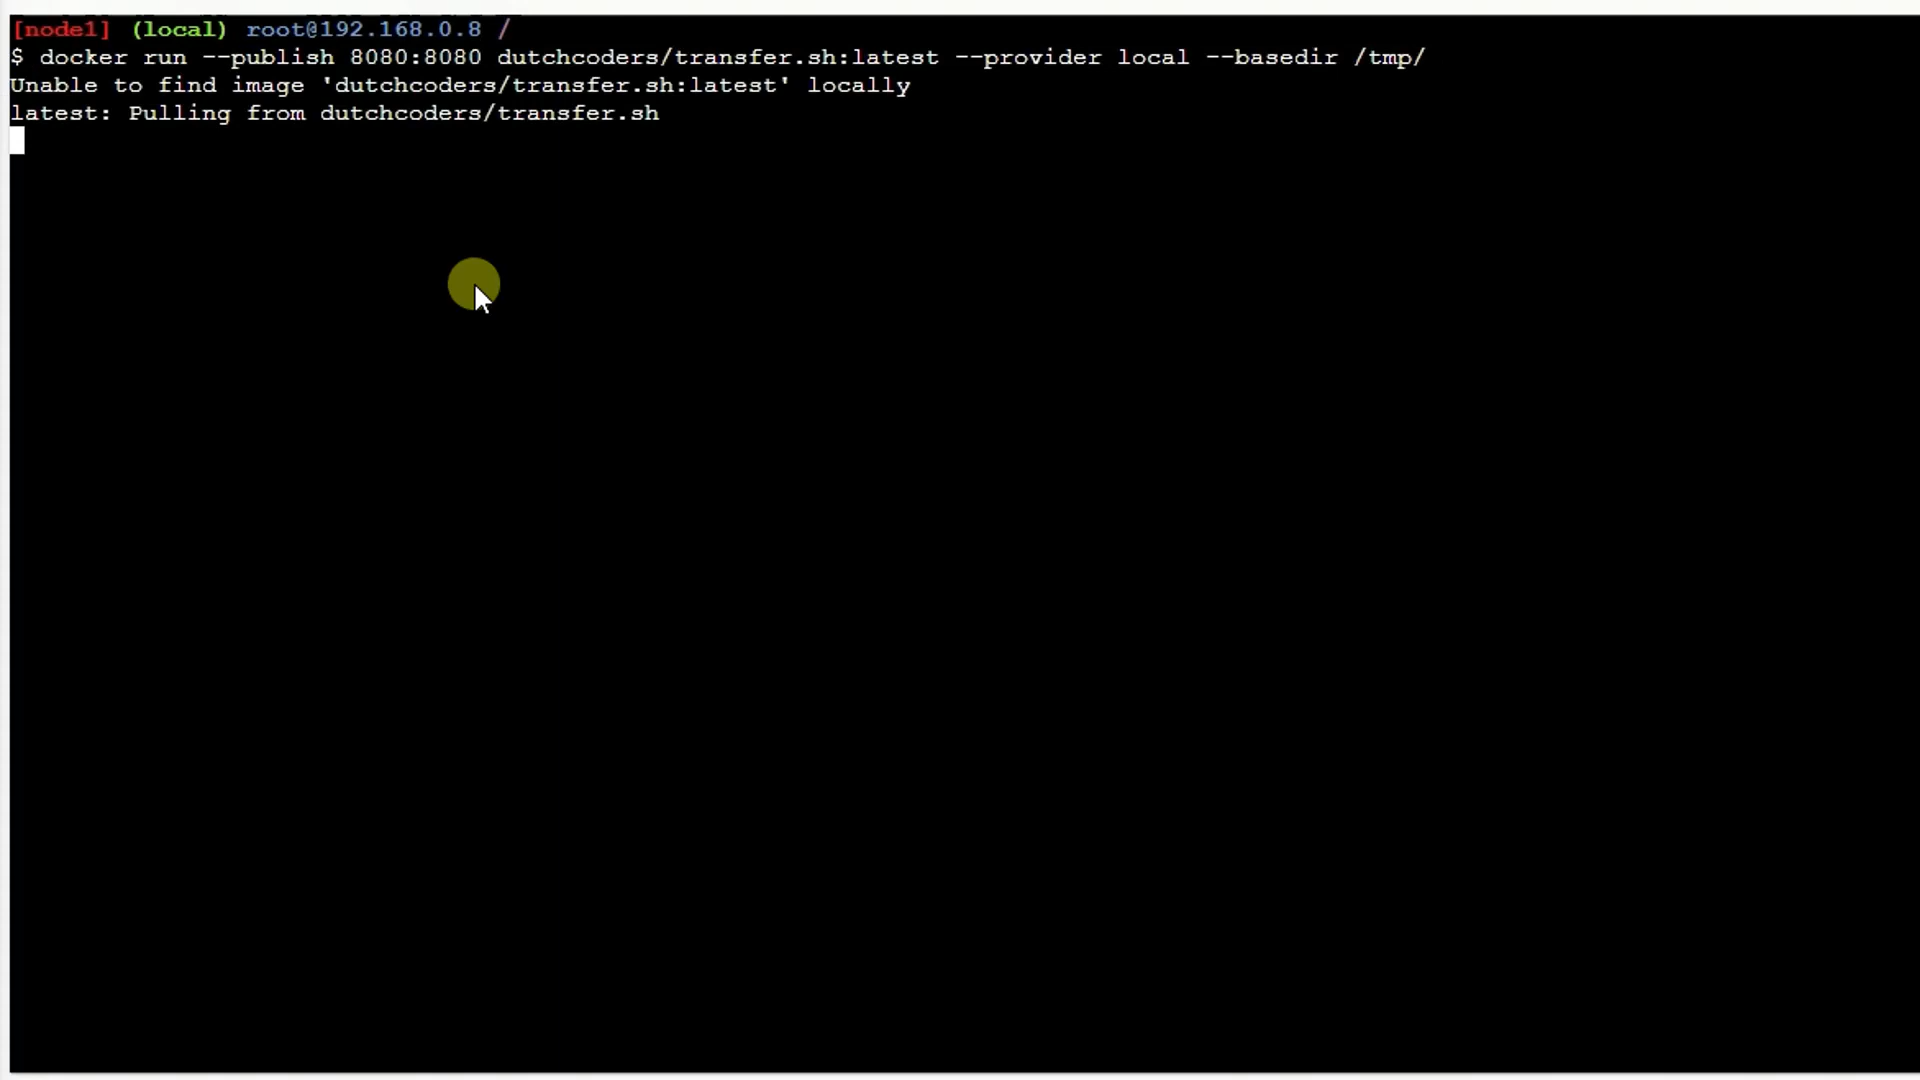 [node1] (local) root@192.168.0.8 /
$ docker run --publish 8080:8080 dutchcoders/transfer.sh:latest --provider local --basedir /tmp/
Unable to find image 'dutchcoders/transfer.sh:latest' locally
latest: Pulling from dutchcoders/transfer.sh